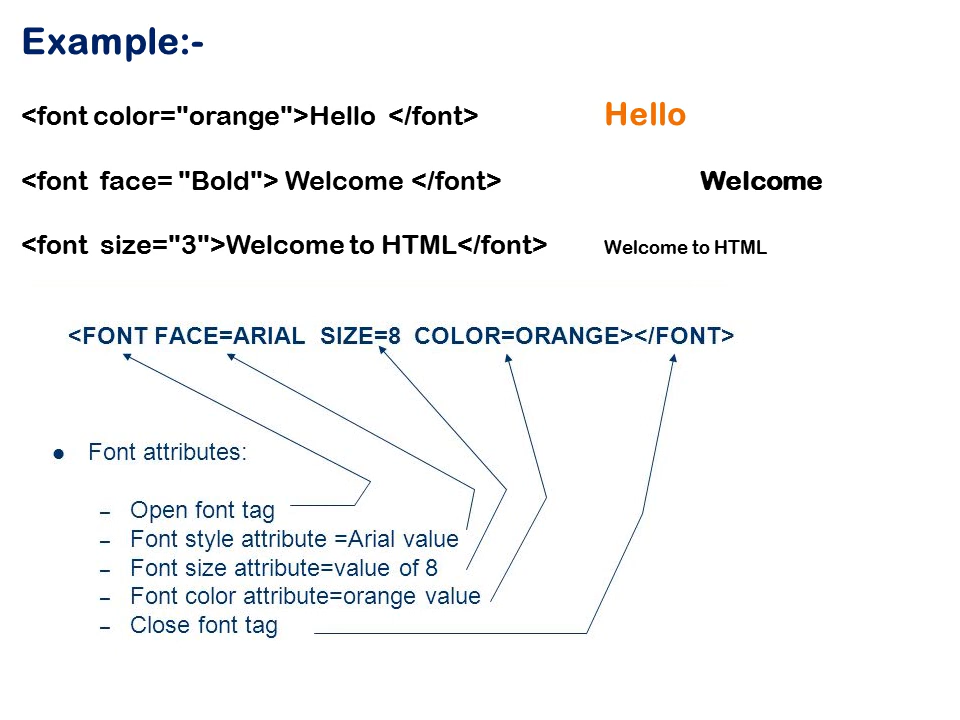 Example:-
<font color="orange">Hello </font> Hello
<font face= "Bold"> Welcome </font> Welcome
<font size="3">Welcome to HTML</font> Welcome to HTML
<FONT FACE=ARIAL SIZE=8 COLOR=ORANGE></FONT>
● Font attributes:
– Open font tag
– Font style attribute =Arial value
– Font size attribute=value of 8
– Font color attribute=orange value
– Close font tag